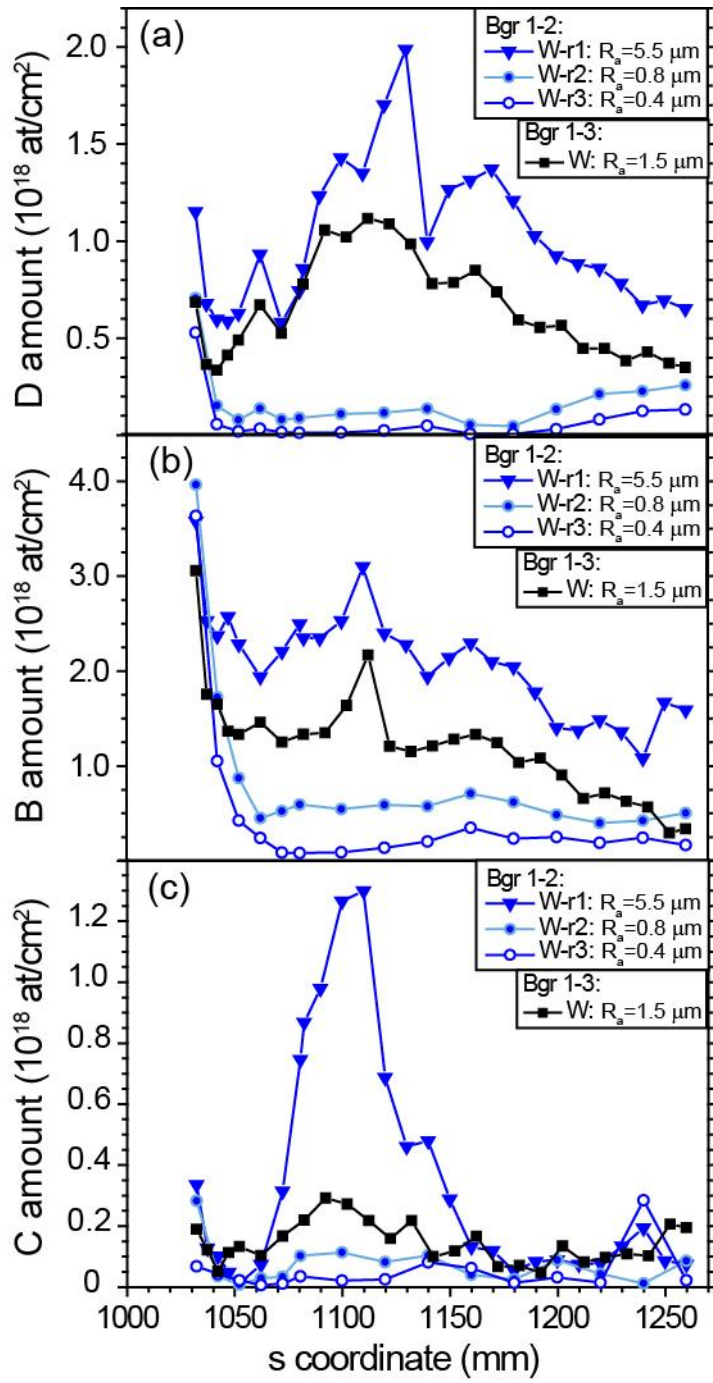 (a)
Bgr 1-2:
W-r1: Rₐ=5.5 μm
W-r2: Rₐ=0.8 μm
W-r3: Rₐ=0.4 μm
Bgr 1-3:
W: Rₐ=1.5 μm
2.0
1.5
1.0
0.5
D amount (10¹⁸ at/cm²)
(b)
Bgr 1-2:
W-r1: Rₐ=5.5 μm
W-r2: Rₐ=0.8 μm
W-r3: Rₐ=0.4 μm
Bgr 1-3:
W: Rₐ=1.5 μm
4.0
3.0
2.0
1.0
B amount (10¹⁸ at/cm²)
(c)
Bgr 1-2:
W-r1: Rₐ=5.5 μm
W-r2: Rₐ=0.8 μm
W-r3: Rₐ=0.4 μm
Bgr 1-3:
W: Rₐ=1.5 μm
1.2
1.0
0.8
0.6
0.4
0.2
0
C amount (10¹⁸ at/cm²)
1000 1050 1100 1150 1200 1250
s coordinate (mm)